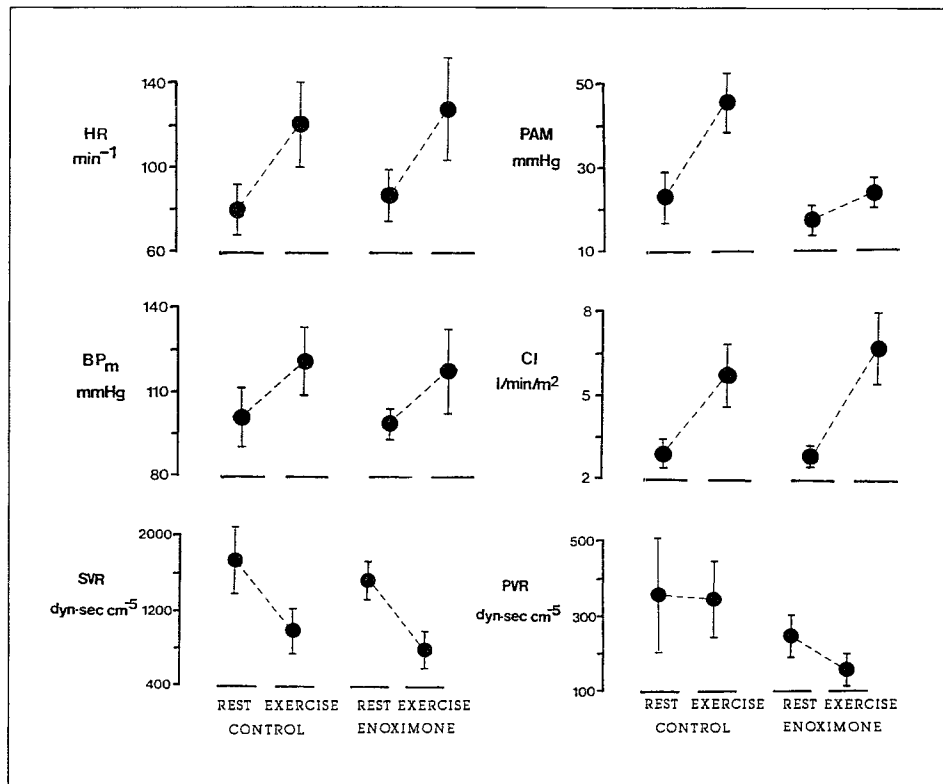 HR
min⁻¹
140
100
60
PAM
mmHg
50
30
10
BPm
mmHg
140
110
80
CI
l/min/m²
8
5
2
SVR
dyn·sec cm⁻⁵
2000
1200
400
PVR
dyn·sec cm⁻⁵
500
300
100
REST EXERCISE
CONTROL
REST EXERCISE
ENOXIMONE
REST EXERCISE
CONTROL
REST EXERCISE
ENOXIMONE